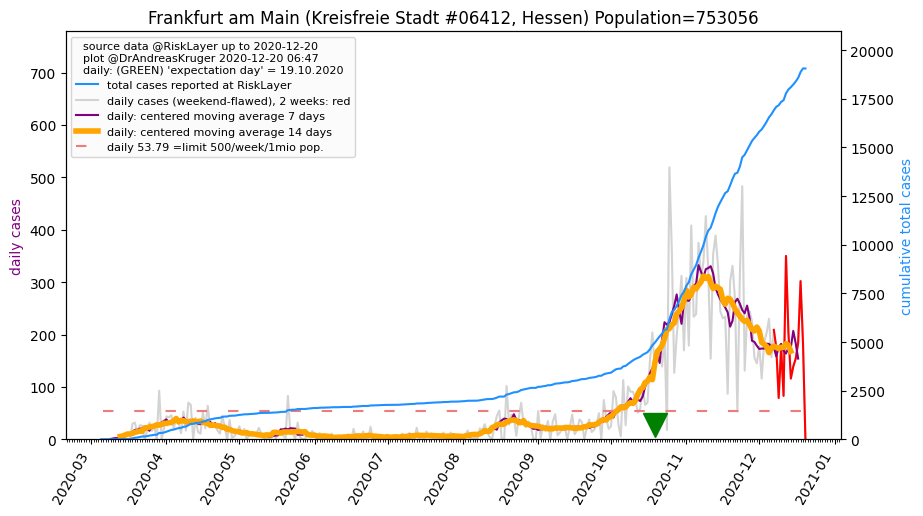 Frankfurt am Main (Kreisfreie Stadt #06412, Hessen) Population=753056
source data @RiskLayer up to 2020-12-20
plot @DrAndreasKruger 2020-12-20 06:47
daily: (GREEN) 'expectation day' = 19.10.2020
total cases reported at RiskLayer
daily cases (weekend-flawed), 2 weeks: red
daily: centered moving average 7 days
daily: centered moving average 14 days
daily 53.79 =limit 500/week/1mio pop.
daily cases
700
600
500
400
300
200
100
0
cumulative total cases
20000
17500
15000
12500
10000
7500
5000
2500
0
2020-03
2020-04
2020-05
2020-06
2020-07
2020-08
2020-09
2020-10
2020-11
2020-12
2021-01